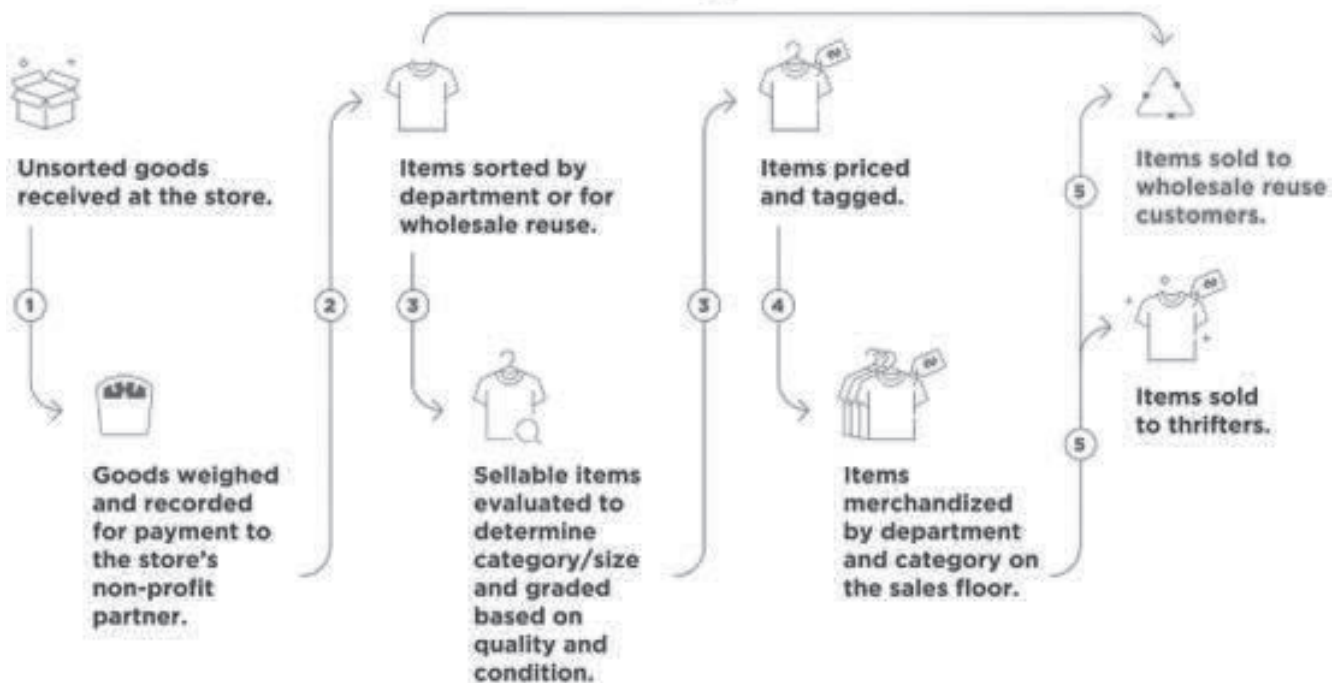 Unsorted goods
received at the store.
1
Goods weighed
and recorded
for payment to
the store's
non-profit
partner.
2
Items sorted by
department or for
wholesale reuse.
3
Sellable items
evaluated to
determine
category/size
and graded
based on
quality and
condition.
3
Items priced
and tagged.
4
Items
merchandized
by department
and category on
the sales floor.
5
5
Items sold to
wholesale reuse
customers.
Items sold
to thrifters.